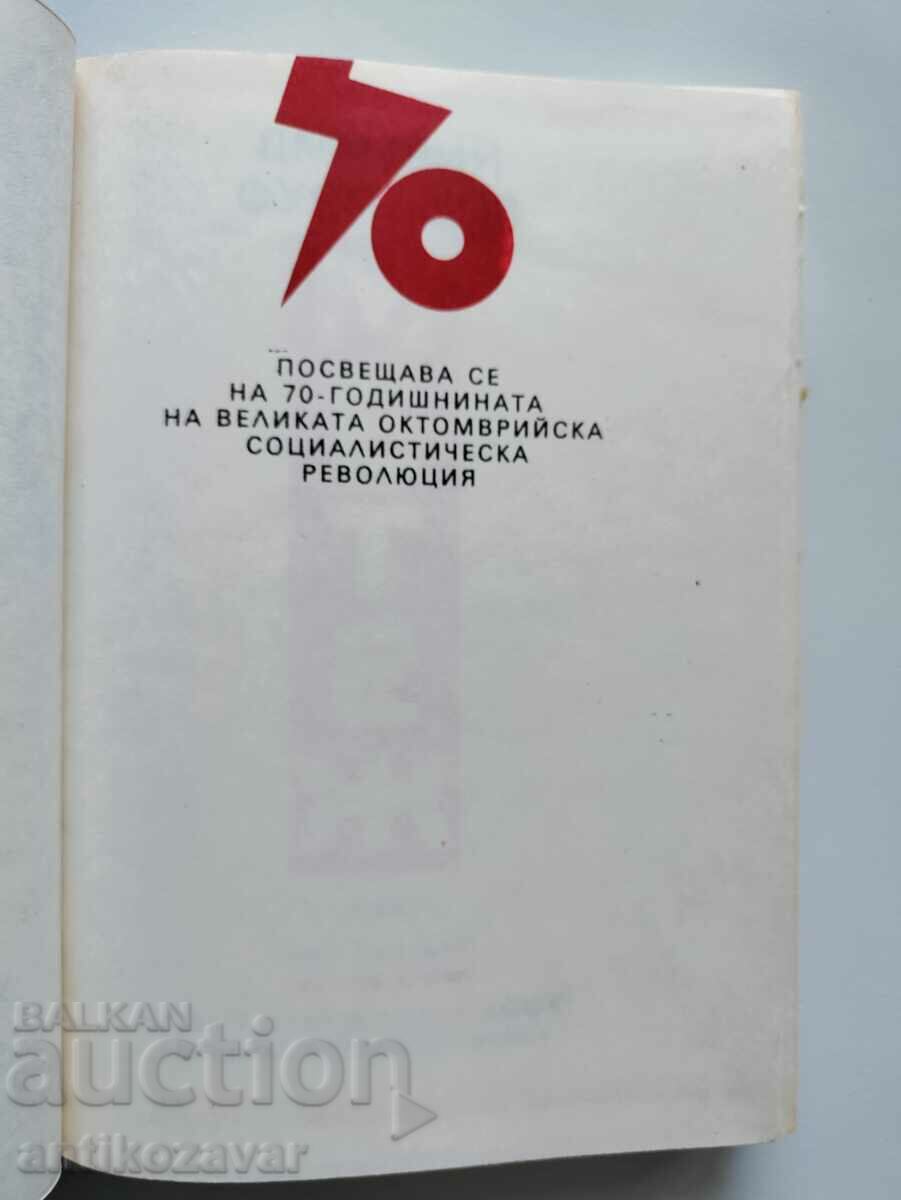 70
ПОСВЕЩАВА СЕ
НА 70-ГОДИШНИНАТА
НА ВЕЛИКАТА ОКТОМВРИЙСКА
СОЦИАЛИСТИЧЕСКА
РЕВОЛЮЦИЯ
BALKAN
auction
antikozavar